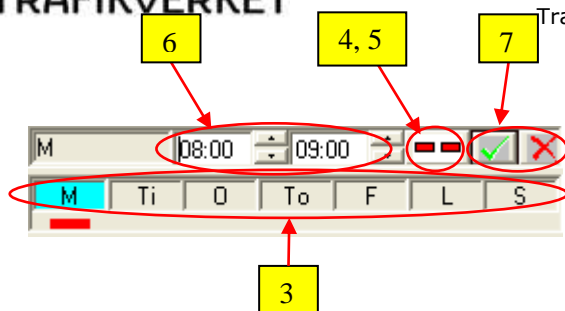 TRAFIKVERKET
Tra
6
4, 5
7
M 08:00 09:00
M Ti O To F L S
3